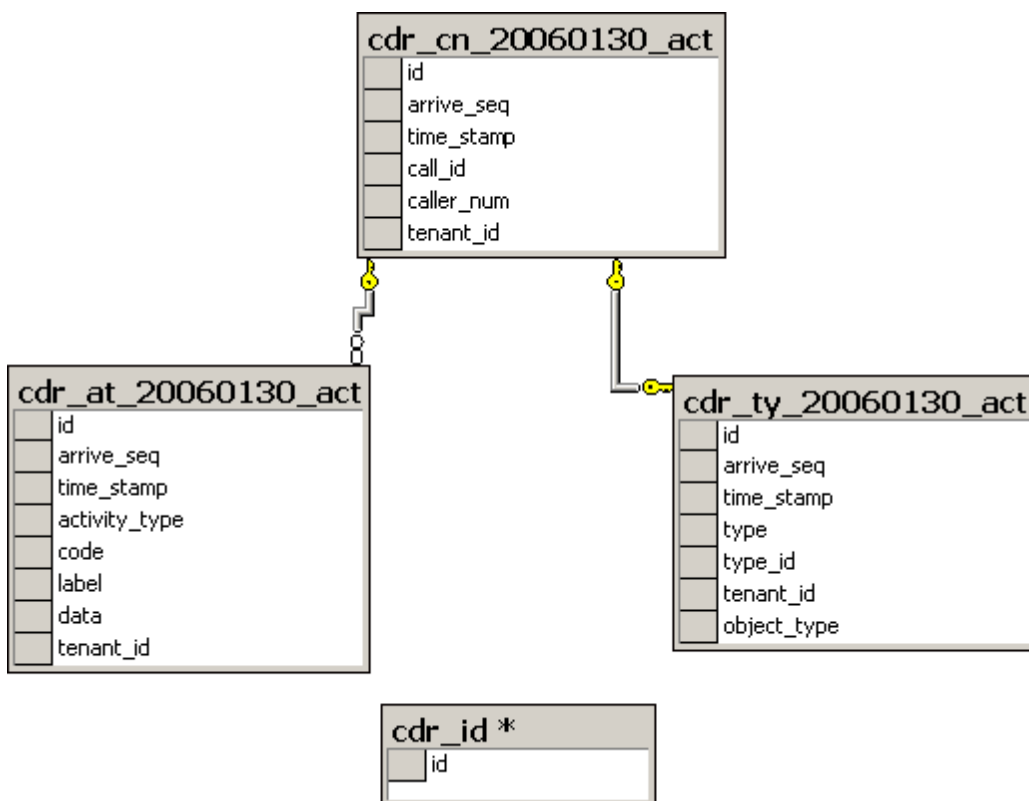 cdr_cn_20060130_act
id
arrive_seq
time_stamp
call_id
caller_num
tenant_id
cdr_at_20060130_act
id
arrive_seq
time_stamp
activity_type
code
label
data
tenant_id
cdr_ty_20060130_act
id
arrive_seq
time_stamp
type
type_id
tenant_id
object_type
cdr_id *
id